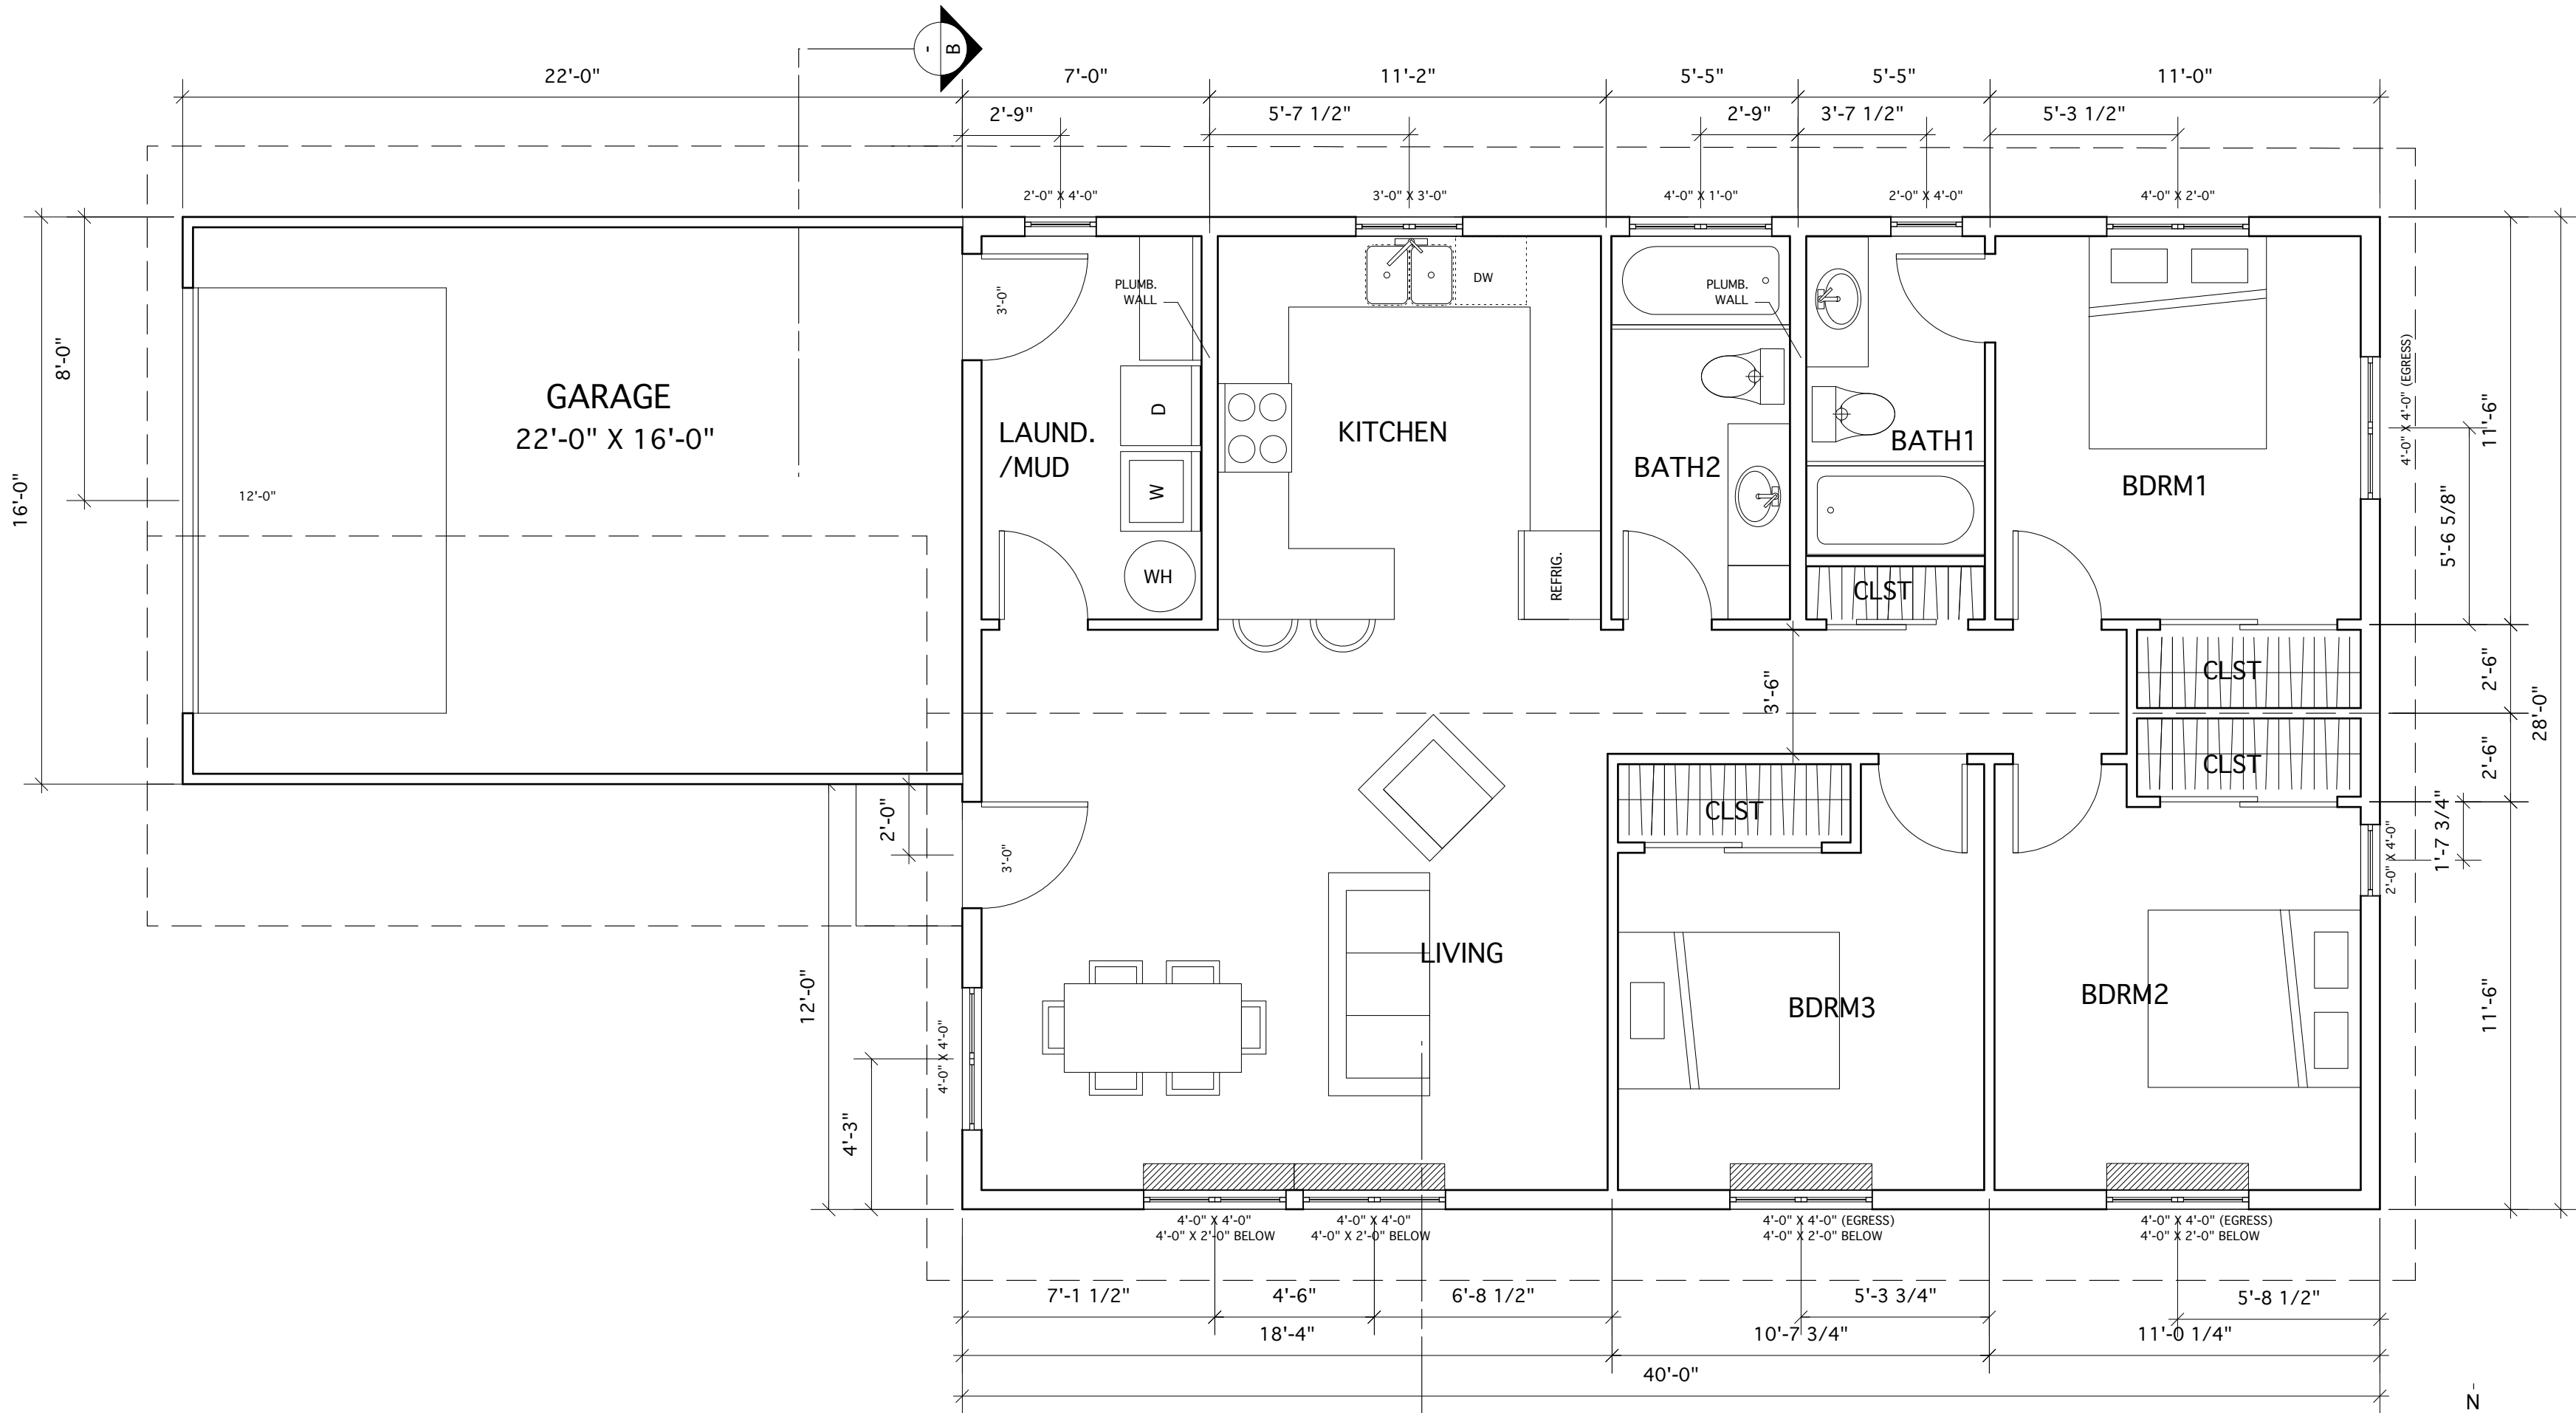 -
B
22'-0"
7'-0"
11'-2"
5'-5"
5'-5"
11'-0"
2'-9"
5'-7 1/2"
2'-9"
3'-7 1/2"
5'-3 1/2"
2'-0" X 4'-0"
3'-0" X 3'-0"
4'-0" X 1'-0"
2'-0" X 4'-0"
4'-0" X 2'-0"
16'-0"
8'-0"
12'-0"
GARAGE
22'-0" X 16'-0"
3'-0"
LAUND.
/MUD
PLUMB.
WALL
D
W
WH
KITCHEN
DW
REFRIG.
BATH2
PLUMB.
WALL
BATH1
CLST
BDRM1
4'-0" X 4'-0" (EGRESS)
11'-6"
5'-6 5/8"
CLST
2'-6"
3'-6"
28'-0"
CLST
2'-6"
CLST
2'-0"
3'-0"
2'-0" X 4'-0"
1'-7 3/4"
LIVING
BDRM3
BDRM2
12'-0"
4'-0" X 4'-0"
4'-3"
11'-6"
4'-0" X 4'-0"
4'-0" X 2'-0" BELOW
4'-0" X 4'-0"
4'-0" X 2'-0" BELOW
4'-0" X 4'-0" (EGRESS)
4'-0" X 2'-0" BELOW
4'-0" X 4'-0" (EGRESS)
4'-0" X 2'-0" BELOW
7'-1 1/2"
4'-6"
6'-8 1/2"
5'-3 3/4"
5'-8 1/2"
18'-4"
10'-7 3/4"
11'-0 1/4"
40'-0"
N